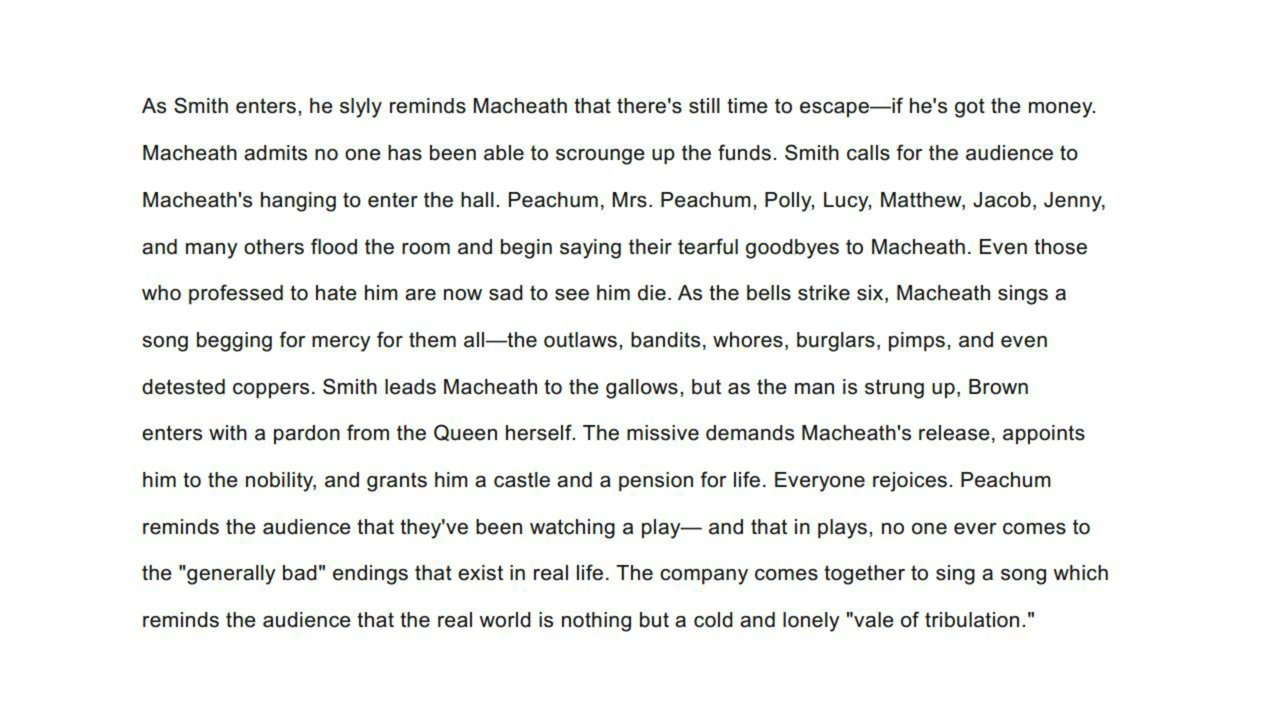 As Smith enters, he slyly reminds Macheath that there's still time to escape—if he's got the money.
Macheath admits no one has been able to scrounge up the funds. Smith calls for the audience to
Macheath's hanging to enter the hall. Peachum, Mrs. Peachum, Polly, Lucy, Matthew, Jacob, Jenny,
and many others flood the room and begin saying their tearful goodbyes to Macheath. Even those
who professed to hate him are now sad to see him die. As the bells strike six, Macheath sings a
song begging for mercy for them all—the outlaws, bandits, whores, burglars, pimps, and even
detested coppers. Smith leads Macheath to the gallows, but as the man is strung up, Brown
enters with a pardon from the Queen herself. The missive demands Macheath's release, appoints
him to the nobility, and grants him a castle and a pension for life. Everyone rejoices. Peachum
reminds the audience that they've been watching a play— and that in plays, no one ever comes to
the "generally bad" endings that exist in real life. The company comes together to sing a song which
reminds the audience that the real world is nothing but a cold and lonely "vale of tribulation."